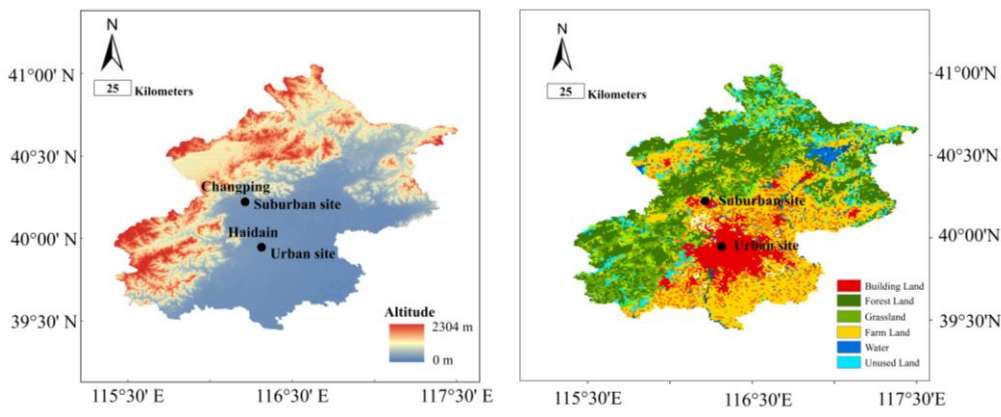 N
25 Kilometers
41°00' N
40°30' N
40°00' N
39°30' N
Changping
Suburban site
Haidain
Urban site
Altitude
2304 m
0 m
115°30' E
116°30' E
117°30' E
N
25 Kilometers
41°00'N
40°30'N
40°00'N
39°30'N
Suburban site
Urban site
Building Land
Forest Land
Grassland
Farm Land
Water
Unused Land
115°30' E
116°30' E
117°30' E